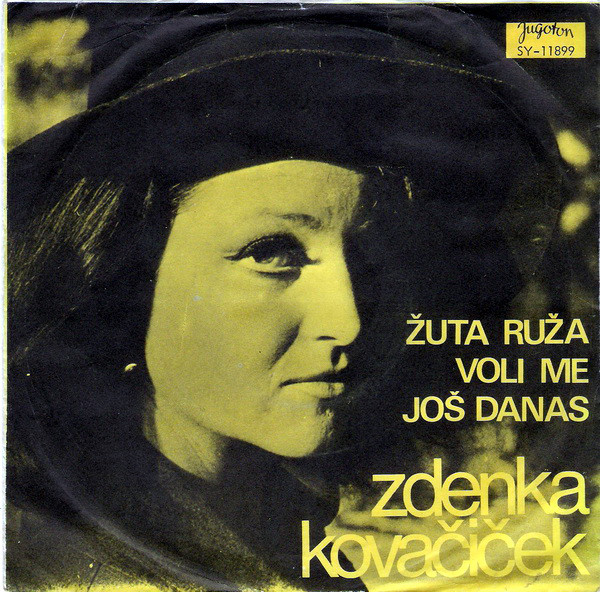 Jugoton
SY-11899
ŽUTA RUŽA
VOLI ME
JOŠ DANAS
zdenka
kovačiček